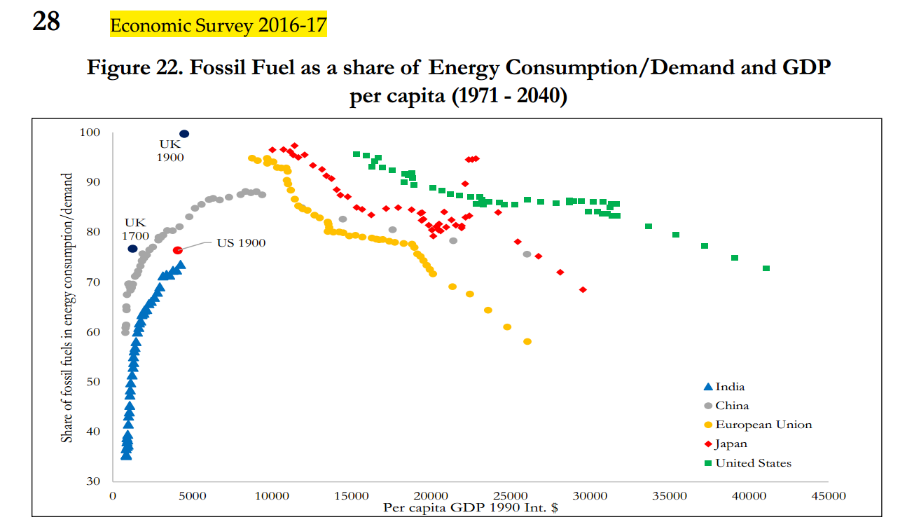 28
Economic Survey 2016-17
Figure 22. Fossil Fuel as a share of Energy Consumption/Demand and GDP
per capita (1971 - 2040)
Share of fossil fuels in energy consumption/demand
100
90
80
70
60
50
40
30
UK
1900
UK
1700
US 1900
India
China
European Union
Japan
United States
0 5000 10000 15000 20000 25000 30000 35000 40000 45000
Per capita GDP 1990 Int. $